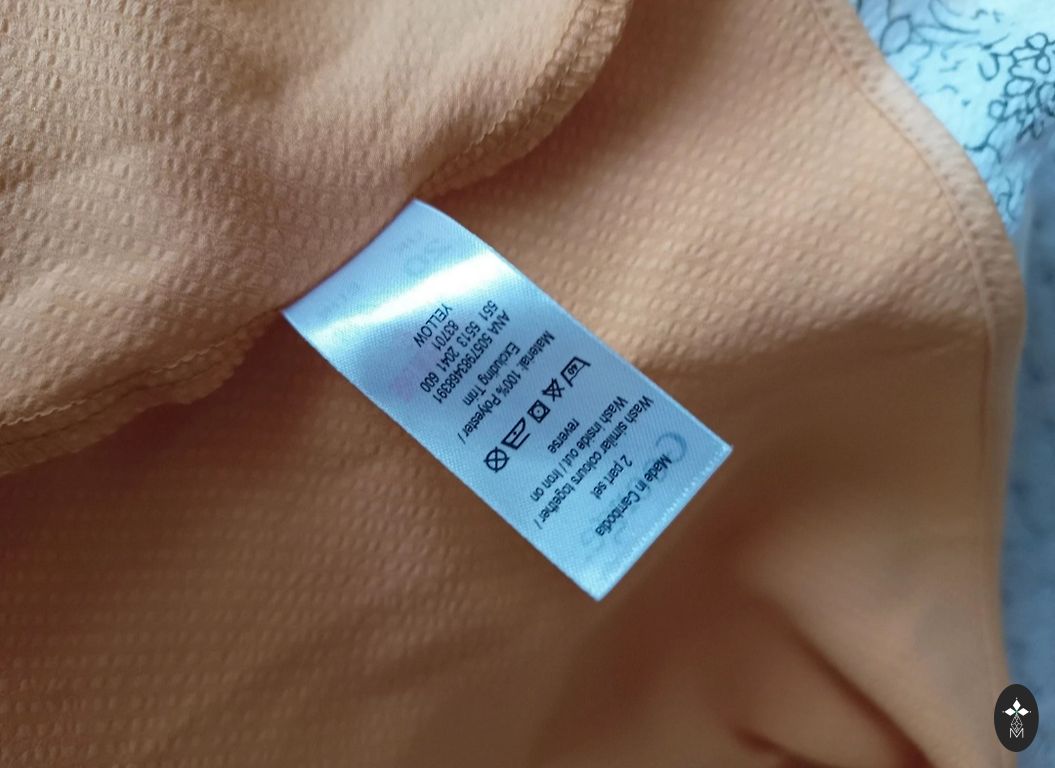 551 5513 2041 600
83701
YELLOW
ANA 5057983468391
Material: 100% Polyester /
Excluding Trim
Wash similar colours together /
Wash inside out / Iron on
reverse
2 part set
Made in Cambodia
M